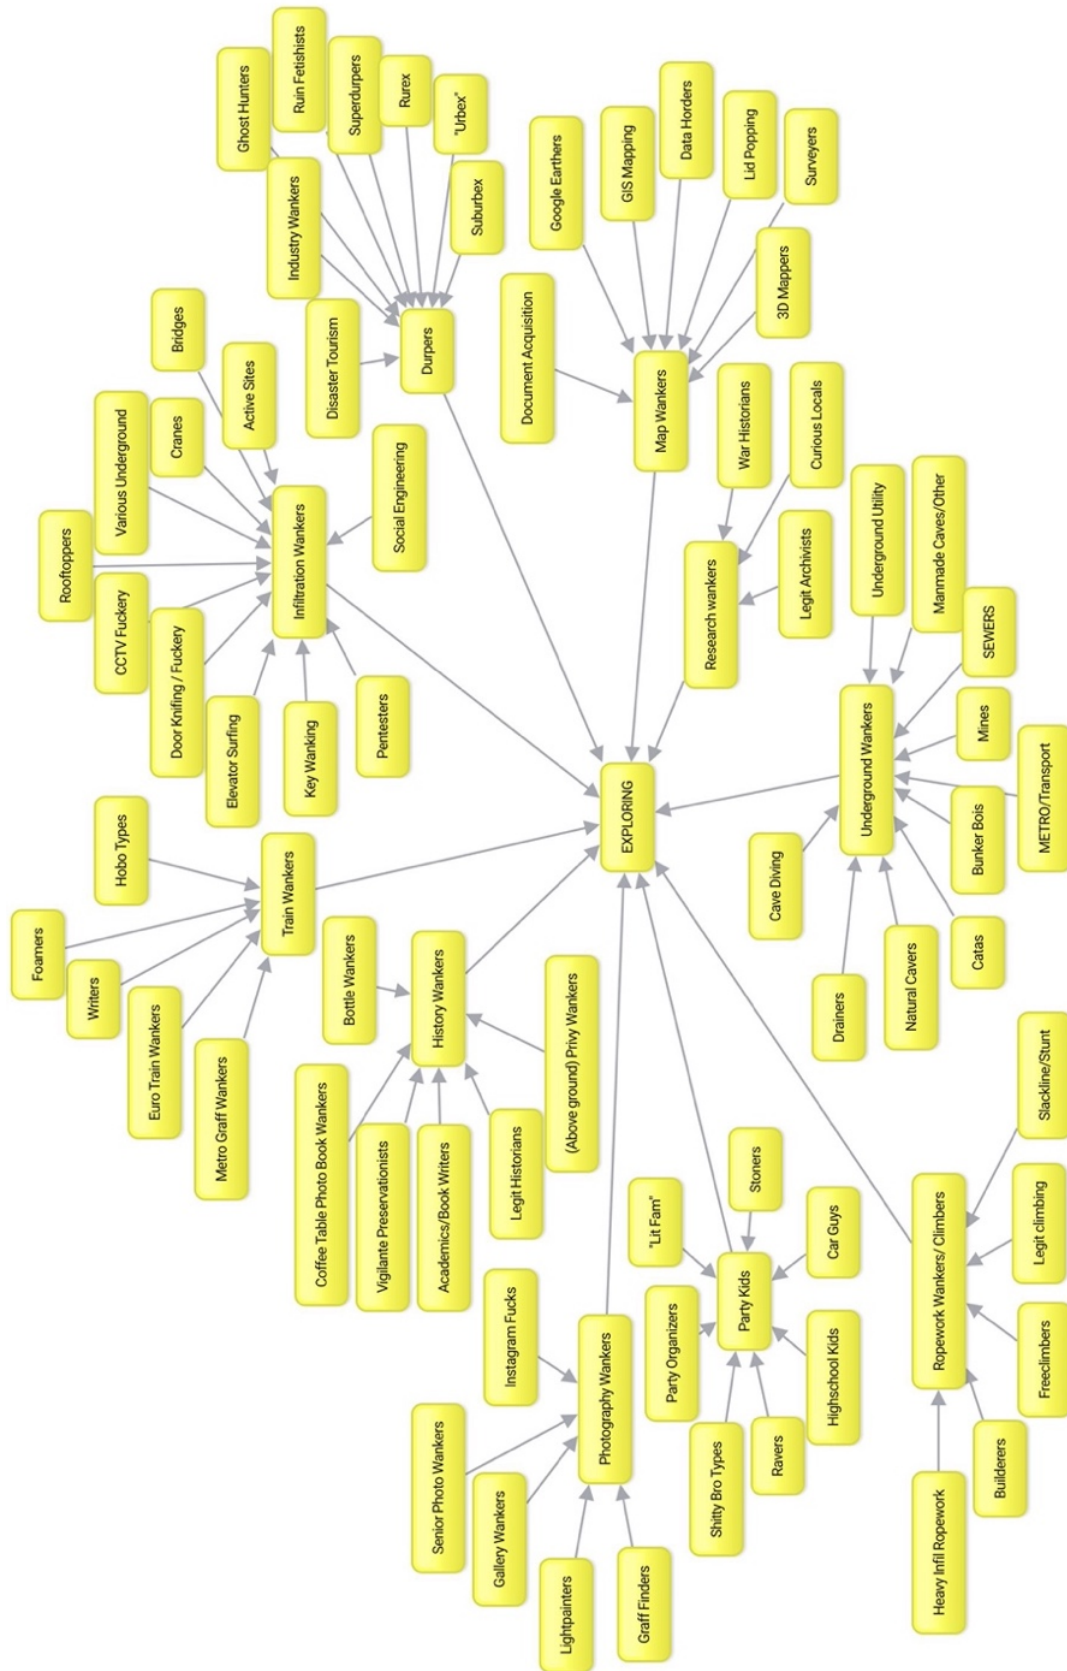 Foamers
Writers
Euro Train Wankers
Metro Graff Wankers
Hobo Types
Train Wankers
Rooftoppers
CCTV Fuckery
Door Knifing / Fuckery
Elevator Surfing
Key Wanking
Pentesters
Various Underground
Cranes
Bridges
Active Sites
Social Engineering
Infiltration Wankers
Ghost Hunters
Ruin Fetishists
Superdurpers
Rurex
"Urbex"
Suburbex
Industry Wankers
Disaster Tourism
Durpers
Coffee Table Photo Book Wankers
Vigilante Preservationists
Academics/Book Writers
Legit Historians
(Above ground) Privy Wankers
Bottle Wankers
History Wankers
EXPLORING
Document Acquisition
Google Earthers
GIS Mapping
Data Horders
Lid Popping
Surveyers
3D Mappers
Map Wankers
Senior Photo Wankers
Gallery Wankers
Lightpainters
Graff Finders
Instagram Fucks
Photography Wankers
"Lit Fam"
Party Organizers
Shitty Bro Types
Ravers
Highschool Kids
Car Guys
Stoners
Party Kids
Research wankers
War Historians
Curious Locals
Legit Archivists
Cave Diving
Drainers
Natural Cavers
Catas
Bunker Bois
METRO/Transport
Mines
SEWERS
Manmade Caves/Other
Underground Utility
Underground Wankers
Heavy Infil Ropework
Builderers
Freeclimbers
Legit climbing
Slackline/Stunt
Ropework Wankers/ Climbers